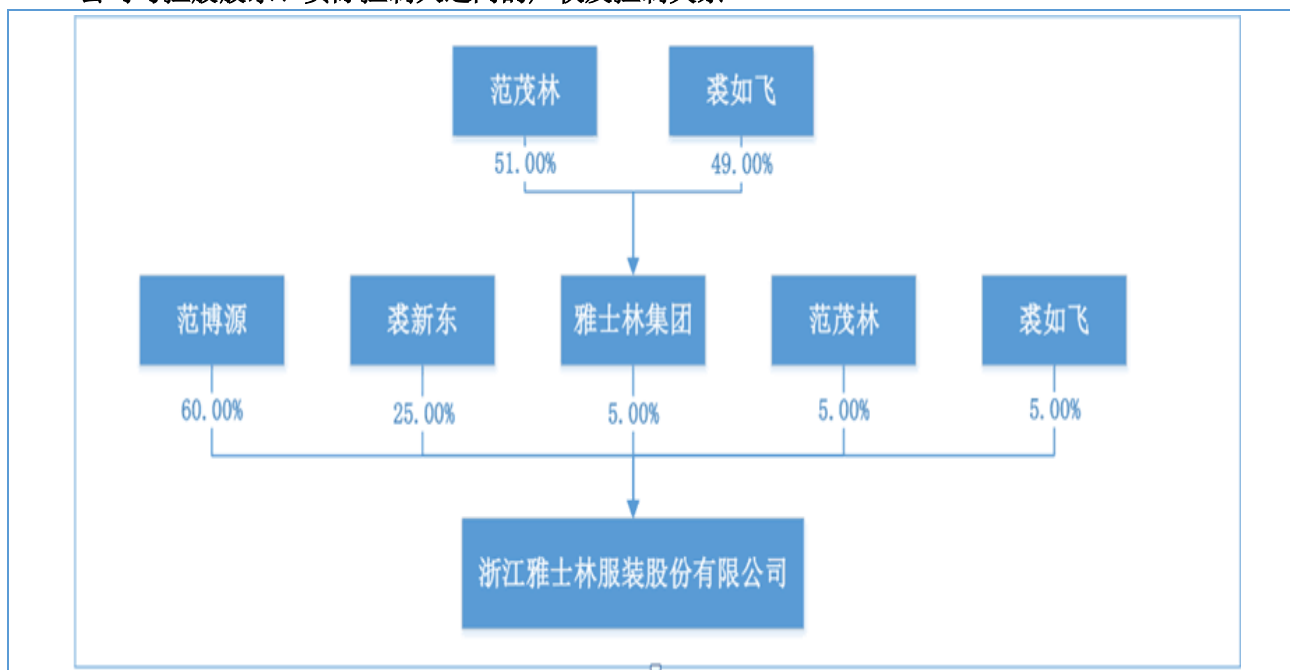 范茂林
裘如飞
51.00%
49.00%
范博源
裘新东
雅士林集团
范茂林
裘如飞
60.00%
25.00%
5.00%
5.00%
5.00%
浙江雅士林服装股份有限公司